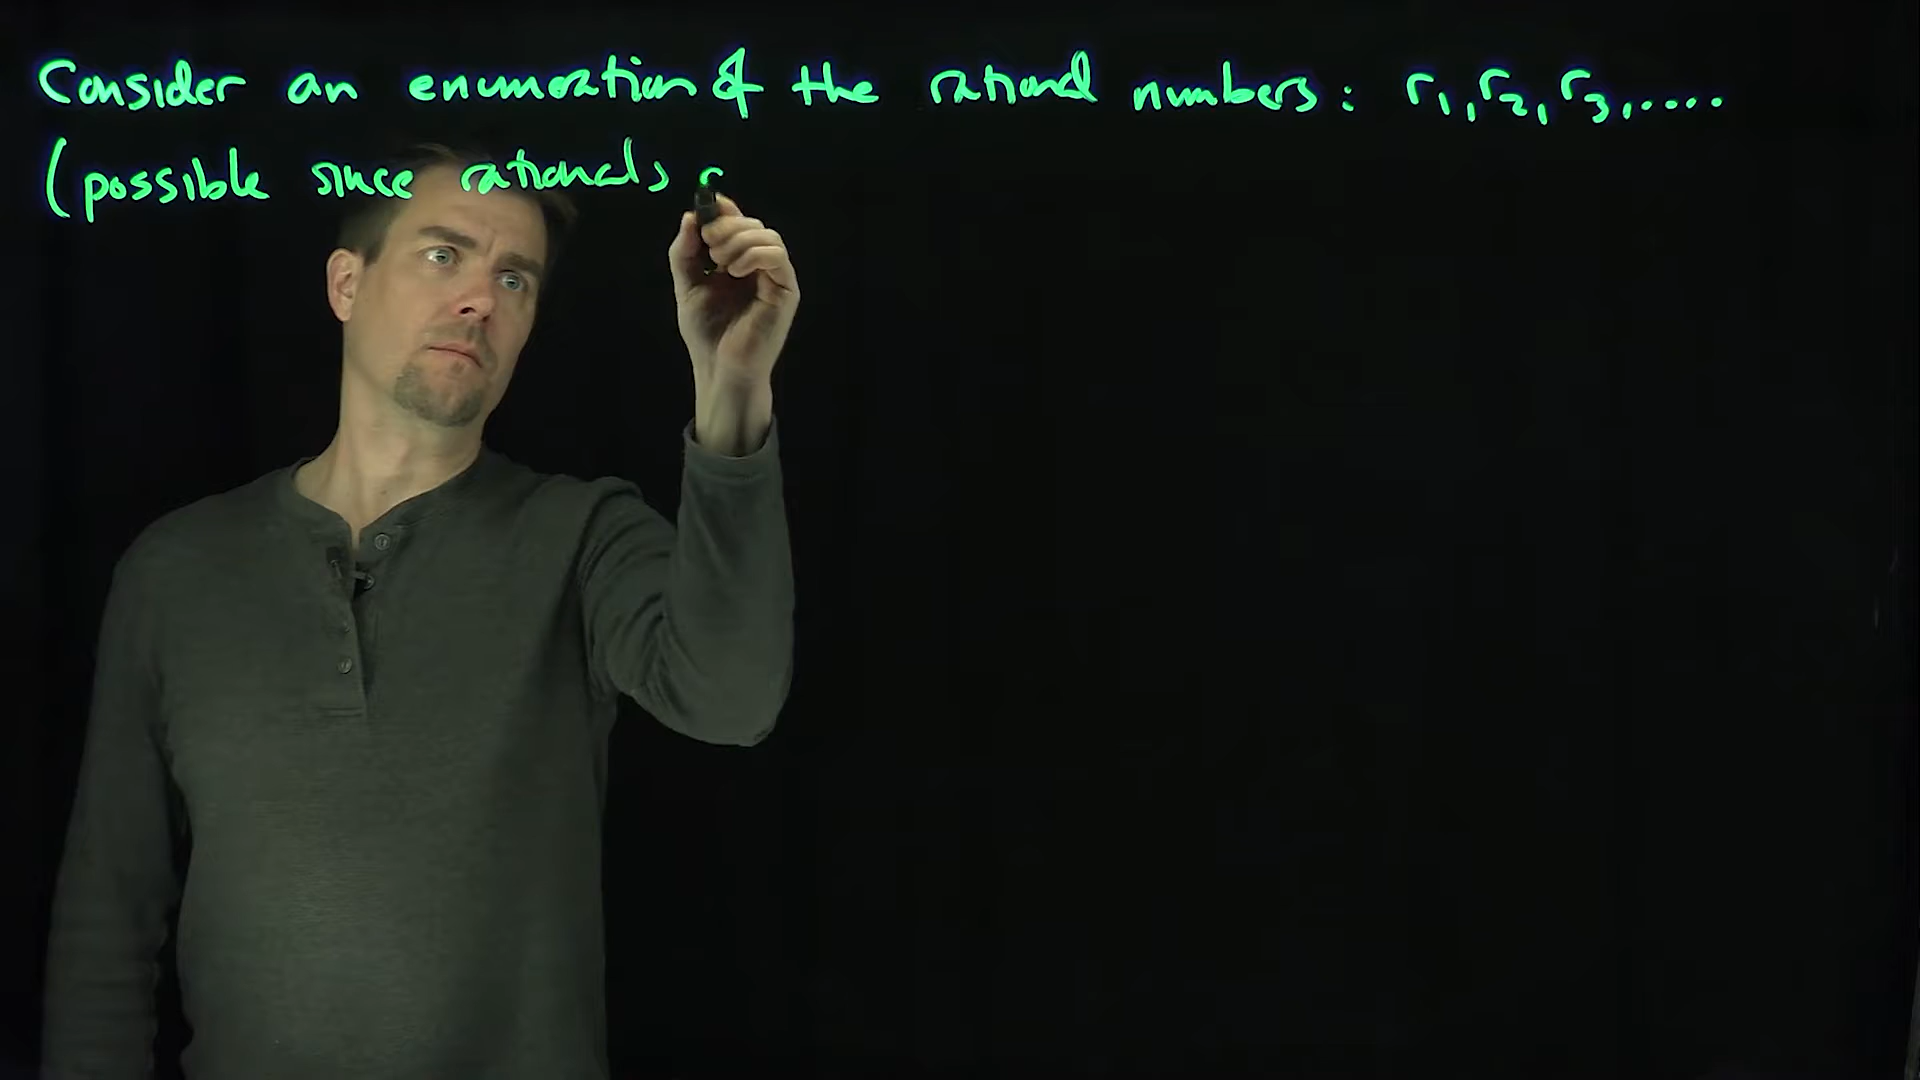 Consider an enumeration of the rational numbers: r₁, r₂, r₃, ....
(possible since rationals